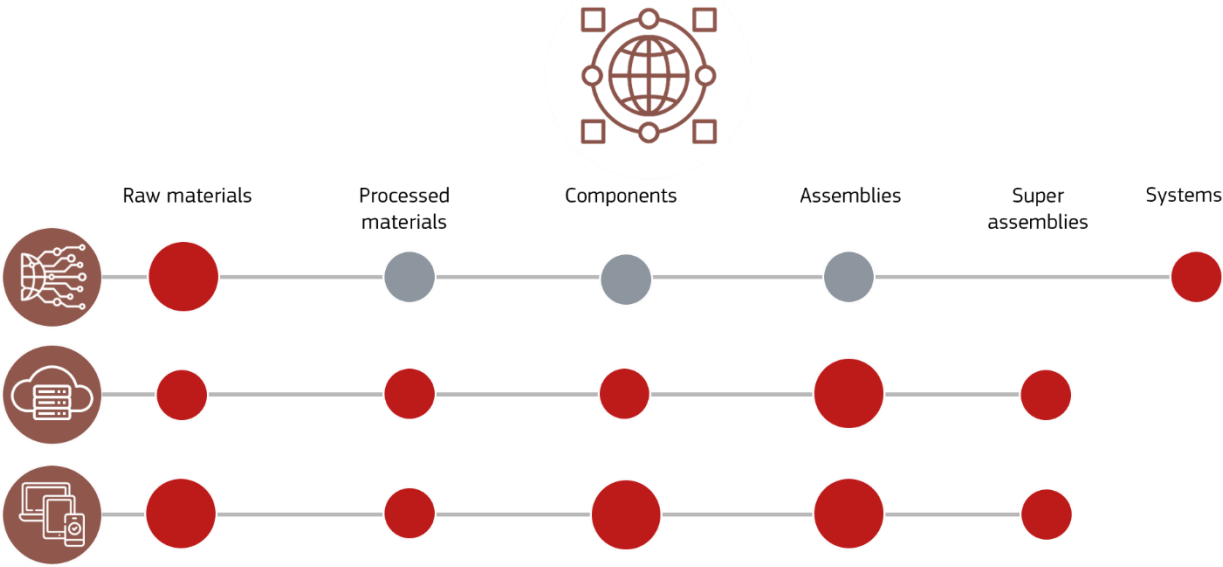 Raw materials
Processed
materials
Components
Assemblies
Super
assemblies
Systems